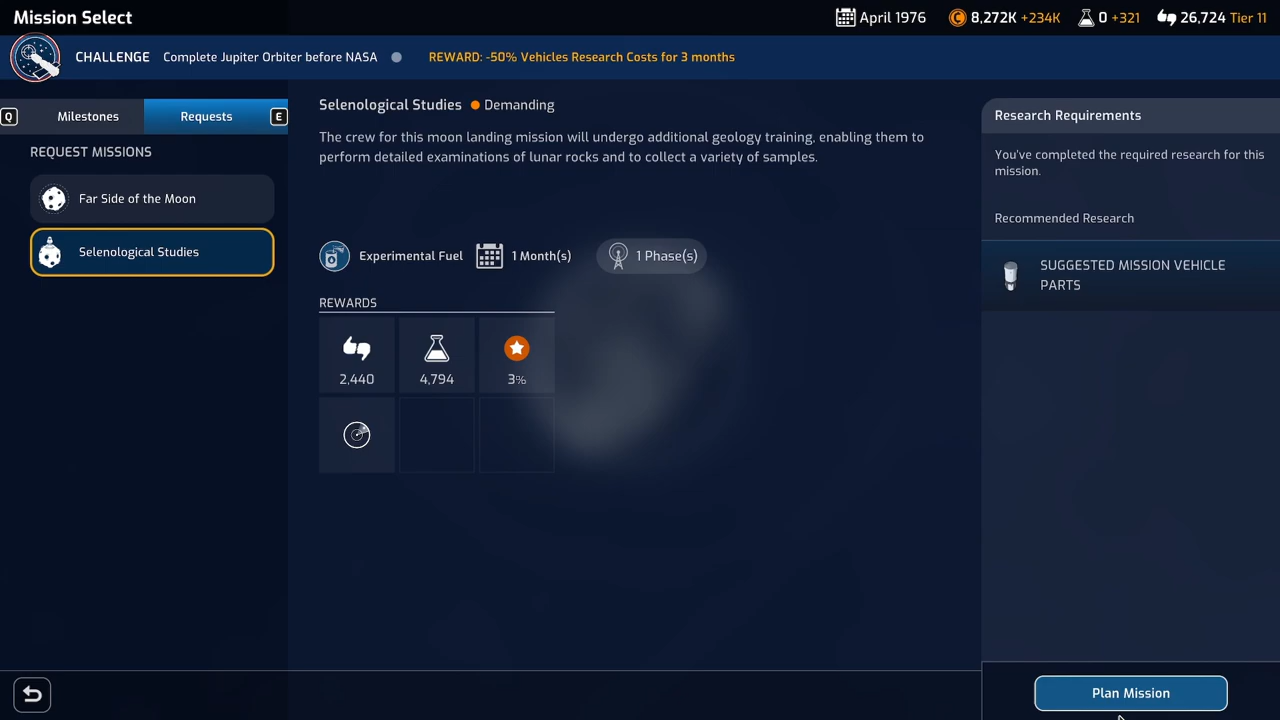 Mission Select
April 1976
8,272K +234K
0 +321
26,724 Tier 11
CHALLENGE Complete Jupiter Orbiter before NASA
REWARD: -50% Vehicles Research Costs for 3 months
Q Milestones
Requests E
REQUEST MISSIONS
Far Side of the Moon
Selenological Studies
Selenological Studies Demanding
The crew for this moon landing mission will undergo additional geology training, enabling them to
perform detailed examinations of lunar rocks and to collect a variety of samples.
Experimental Fuel
1 Month(s)
1 Phase(s)
REWARDS
2,440
4,794
3%
Research Requirements
You've completed the required research for this
mission.
Recommended Research
SUGGESTED MISSION VEHICLE
PARTS
Plan Mission